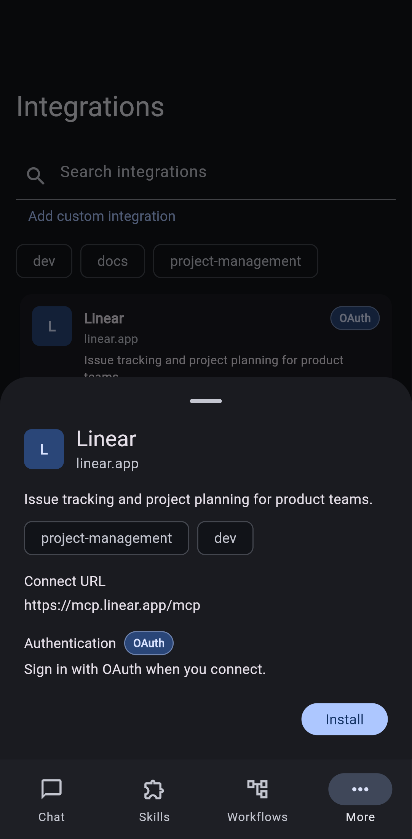 Integrations
Search integrations
Add custom integration
dev docs project-management
L Linear OAuth
linear.app
Issue tracking and project planning for product
teams.
L Linear
linear.app
Issue tracking and project planning for product teams.
project-management dev
Connect URL
https://mcp.linear.app/mcp
Authentication OAuth
Sign in with OAuth when you connect.
Install
Chat Skills Workflows More